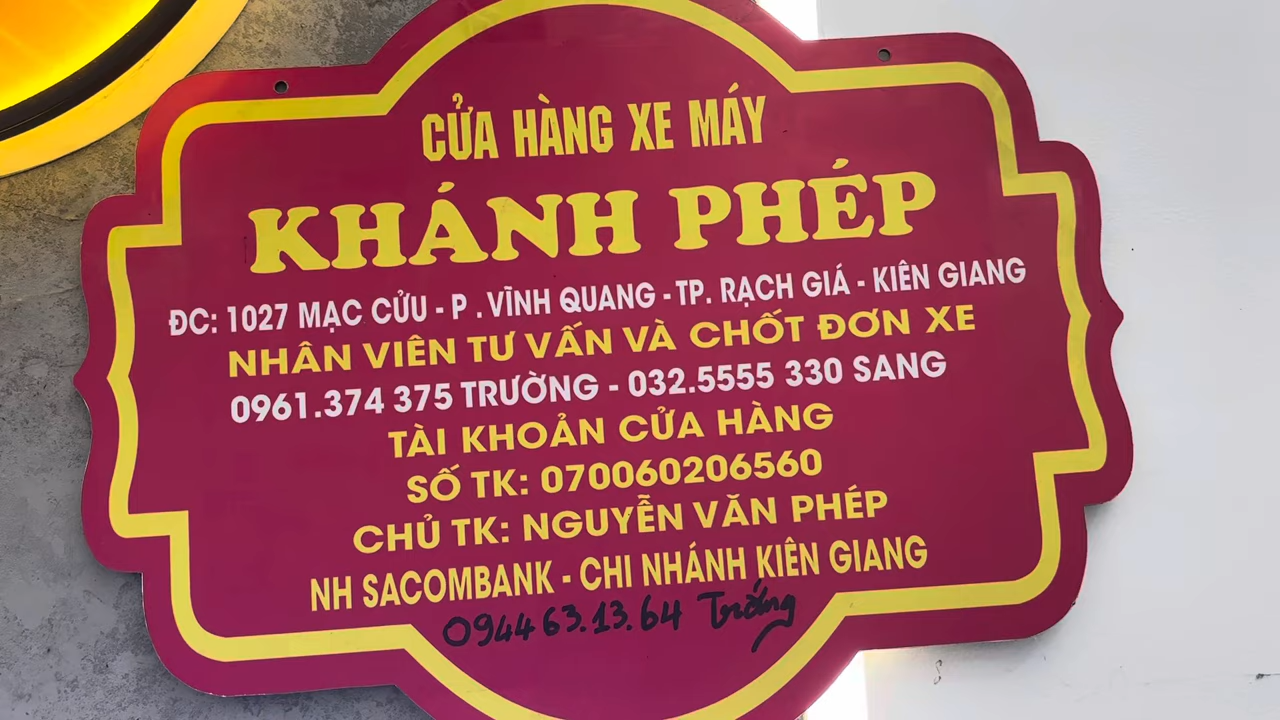 CỬA HÀNG XE MÁY
KHÁNH PHÉP
ĐC: 1027 MẠC CỬU - P . VĨNH QUANG - TP. RẠCH GIÁ - KIÊN GIANG
NHÂN VIÊN TƯ VẤN VÀ CHỐT ĐƠN XE
0961.374 375 TRƯỜNG - 032.5555 330 SANG
TÀI KHOẢN CỬA HÀNG
SỐ TK: 070060206560
CHỦ TK: NGUYỄN VĂN PHÉP
NH SACOMBANK - CHI NHÁNH KIÊN GIANG
0944 63.13.64